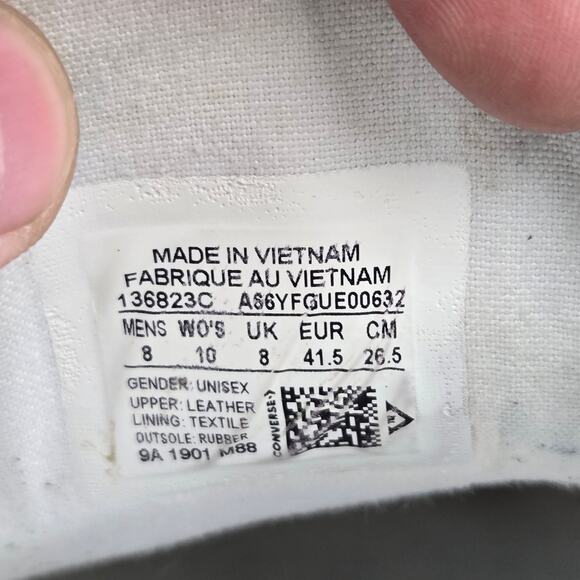 MADE IN VIETNAM
FABRIQUE AU VIETNAM
136823C A66YFGUE00632
MENS WO'S UK EUR CM
8 10 8 41.5 26.5
GENDER: UNISEX
UPPER: LEATHER
LINING: TEXTILE
OUTSOLE: RUBBER
9A 1901 M88
CONVERSE